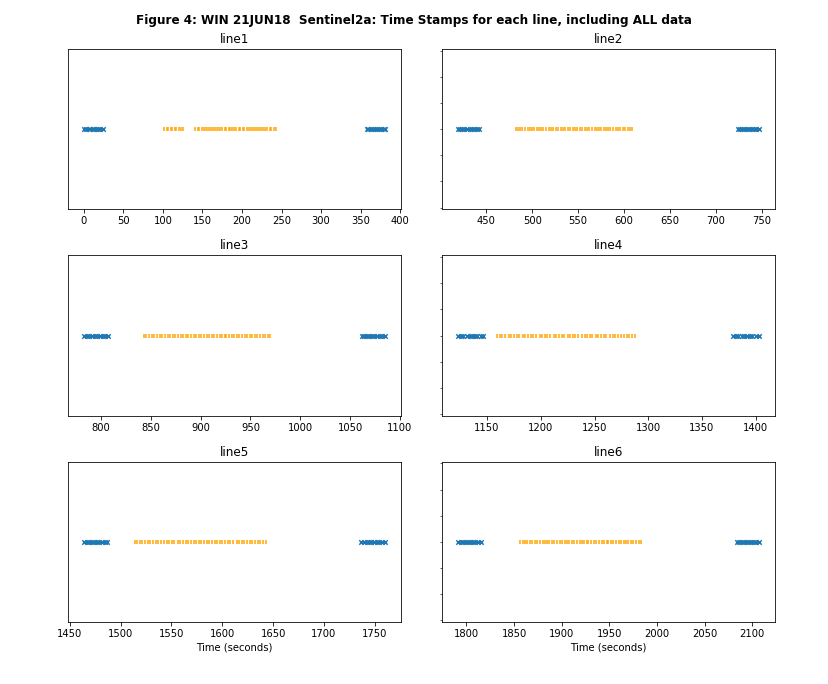 Figure 4: WIN 21JUN18  Sentinel2a: Time Stamps for each line, including ALL data
line1
line2
0 50 100 150 200 250 300 350 400
450 500 550 600 650 700 750
line3
line4
800 850 900 950 1000 1050 1100
1150 1200 1250 1300 1350 1400
line5
line6
1450 1500 1550 1600 1650 1700 1750
1800 1850 1900 1950 2000 2050 2100
Time (seconds)
Time (seconds)